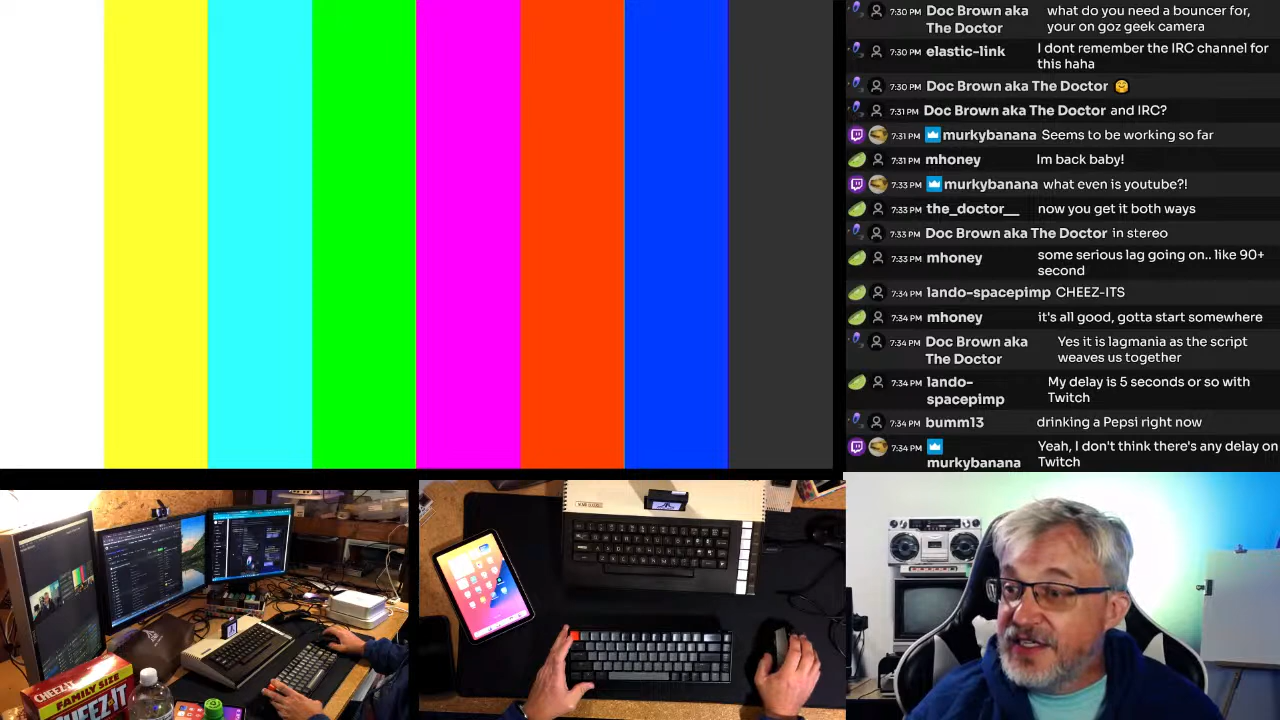 7:30 PM Doc Brown aka The Doctor what do you need a bouncer for, your on goz geek camera
7:30 PM elastic-link I dont remember the IRC channel for this haha
7:30 PM Doc Brown aka The Doctor 🤗
7:31 PM Doc Brown aka The Doctor and IRC?
7:31 PM murkybanana Seems to be working so far
7:31 PM mhoney Im back baby!
7:33 PM murkybanana what even is youtube?!
7:33 PM the_doctor__ now you get it both ways
7:33 PM Doc Brown aka The Doctor in stereo
7:33 PM mhoney some serious lag going on.. like 90+ second
7:34 PM lando-spacepimp CHEEZ-ITS
7:34 PM mhoney it's all good, gotta start somewhere
7:34 PM Doc Brown aka The Doctor Yes it is lagmania as the script weaves us together
7:34 PM lando-spacepimp My delay is 5 seconds or so with Twitch
7:34 PM bumm13 drinking a Pepsi right now
7:34 PM murkybanana Yeah, I don't think there's any delay on Twitch
CHEEZ-IT
FAMILY SIZE
CHEEZ-IT